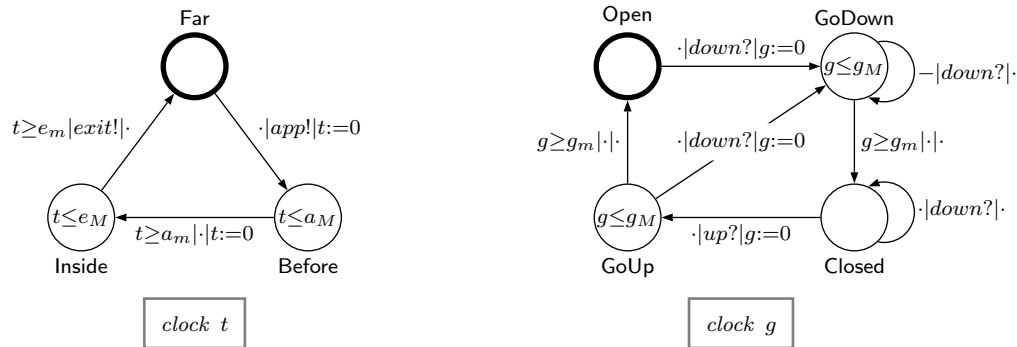 Far
t≥e_m|exit!|·
·|app!|t:=0
t≤e_M
t≤a_M
t≥a_m|·|t:=0
Inside
Before
clock t
Open
GoDown
·|down?|g:=0
g≤g_M
−|down?|·
g≥g_m|·|·
·|down?|g:=0
g≥g_m|·|·
g≤g_M
·|down?|·
·|up?|g:=0
GoUp
Closed
clock g